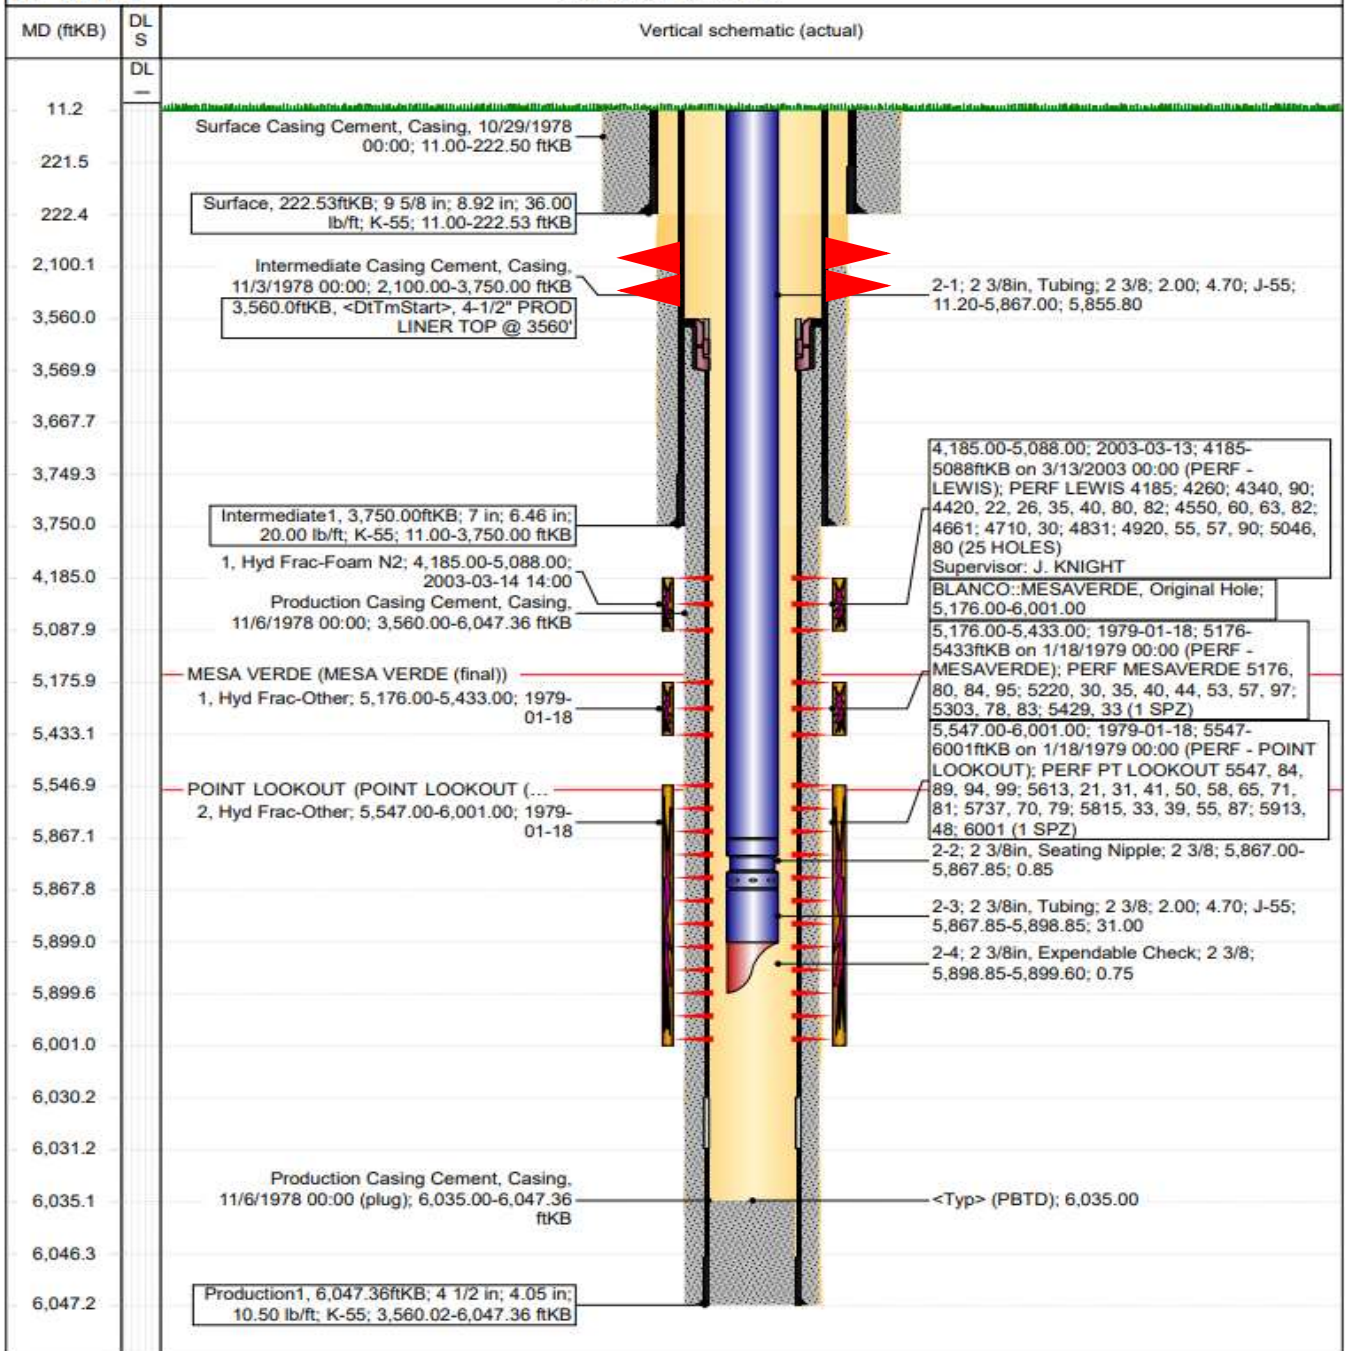 MD (ftKB)
DL
S
Vertical schematic (actual)
DL
—
11.2
221.5
222.4
2,100.1
3,560.0
3,569.9
3,667.7
3,749.3
3,750.0
4,185.0
5,087.9
5,175.9
5,433.1
5,546.9
5,867.1
5,867.8
5,899.0
5,899.6
6,001.0
6,030.2
6,031.2
6,035.1
6,046.3
6,047.2
Surface Casing Cement, Casing, 10/29/1978
00:00; 11.00-222.50 ftKB
Surface, 222.53ftKB; 9 5/8 in; 8.92 in; 36.00
lb/ft; K-55; 11.00-222.53 ftKB
Intermediate Casing Cement, Casing,
11/3/1978 00:00; 2,100.00-3,750.00 ftKB
3,560.0ftKB, <DtTmStart>, 4-1/2" PROD
LINER TOP @ 3560'
Intermediate1, 3,750.00ftKB; 7 in; 6.46 in;
20.00 lb/ft; K-55; 11.00-3,750.00 ftKB
1, Hyd Frac-Foam N2; 4,185.00-5,088.00;
2003-03-14 14:00
Production Casing Cement, Casing,
11/6/1978 00:00; 3,560.00-6,047.36 ftKB
MESA VERDE (MESA VERDE (final))
1, Hyd Frac-Other; 5,176.00-5,433.00; 1979-
01-18
POINT LOOKOUT (POINT LOOKOUT (...
2, Hyd Frac-Other; 5,547.00-6,001.00; 1979-
01-18
Production Casing Cement, Casing,
11/6/1978 00:00 (plug); 6,035.00-6,047.36
ftKB
Production1, 6,047.36ftKB; 4 1/2 in; 4.05 in;
10.50 lb/ft; K-55; 3,560.02-6,047.36 ftKB
2-1; 2 3/8in, Tubing; 2 3/8; 2.00; 4.70; J-55;
11.20-5,867.00; 5,855.80
4,185.00-5,088.00; 2003-03-13; 4185-
5088ftKB on 3/13/2003 00:00 (PERF -
LEWIS); PERF LEWIS 4185; 4260; 4340, 90;
4420, 22, 26, 35, 40, 80, 82; 4550, 60, 63, 82;
4661; 4710, 30; 4831; 4920, 55, 57, 90; 5046,
80 (25 HOLES)
Supervisor: J. KNIGHT
BLANCO::MESAVERDE, Original Hole;
5,176.00-6,001.00
5,176.00-5,433.00; 1979-01-18; 5176-
5433ftKB on 1/18/1979 00:00 (PERF -
MESAVERDE); PERF MESAVERDE 5176,
80, 84, 95; 5220, 30, 35, 40, 44, 53, 57, 97;
5303, 78, 83; 5429, 33 (1 SPZ)
5,547.00-6,001.00; 1979-01-18; 5547-
6001ftKB on 1/18/1979 00:00 (PERF - POINT
LOOKOUT); PERF PT LOOKOUT 5547, 84,
89, 94, 99; 5613, 21, 31, 41, 50, 58, 65, 71,
81; 5737, 70, 79; 5815, 33, 39, 55, 87; 5913,
48; 6001 (1 SPZ)
2-2; 2 3/8in, Seating Nipple; 2 3/8; 5,867.00-
5,867.85; 0.85
2-3; 2 3/8in, Tubing; 2 3/8; 2.00; 4.70; J-55;
5,867.85-5,898.85; 31.00
2-4; 2 3/8in, Expendable Check; 2 3/8;
5,898.85-5,899.60; 0.75
<Typ> (PBTD); 6,035.00